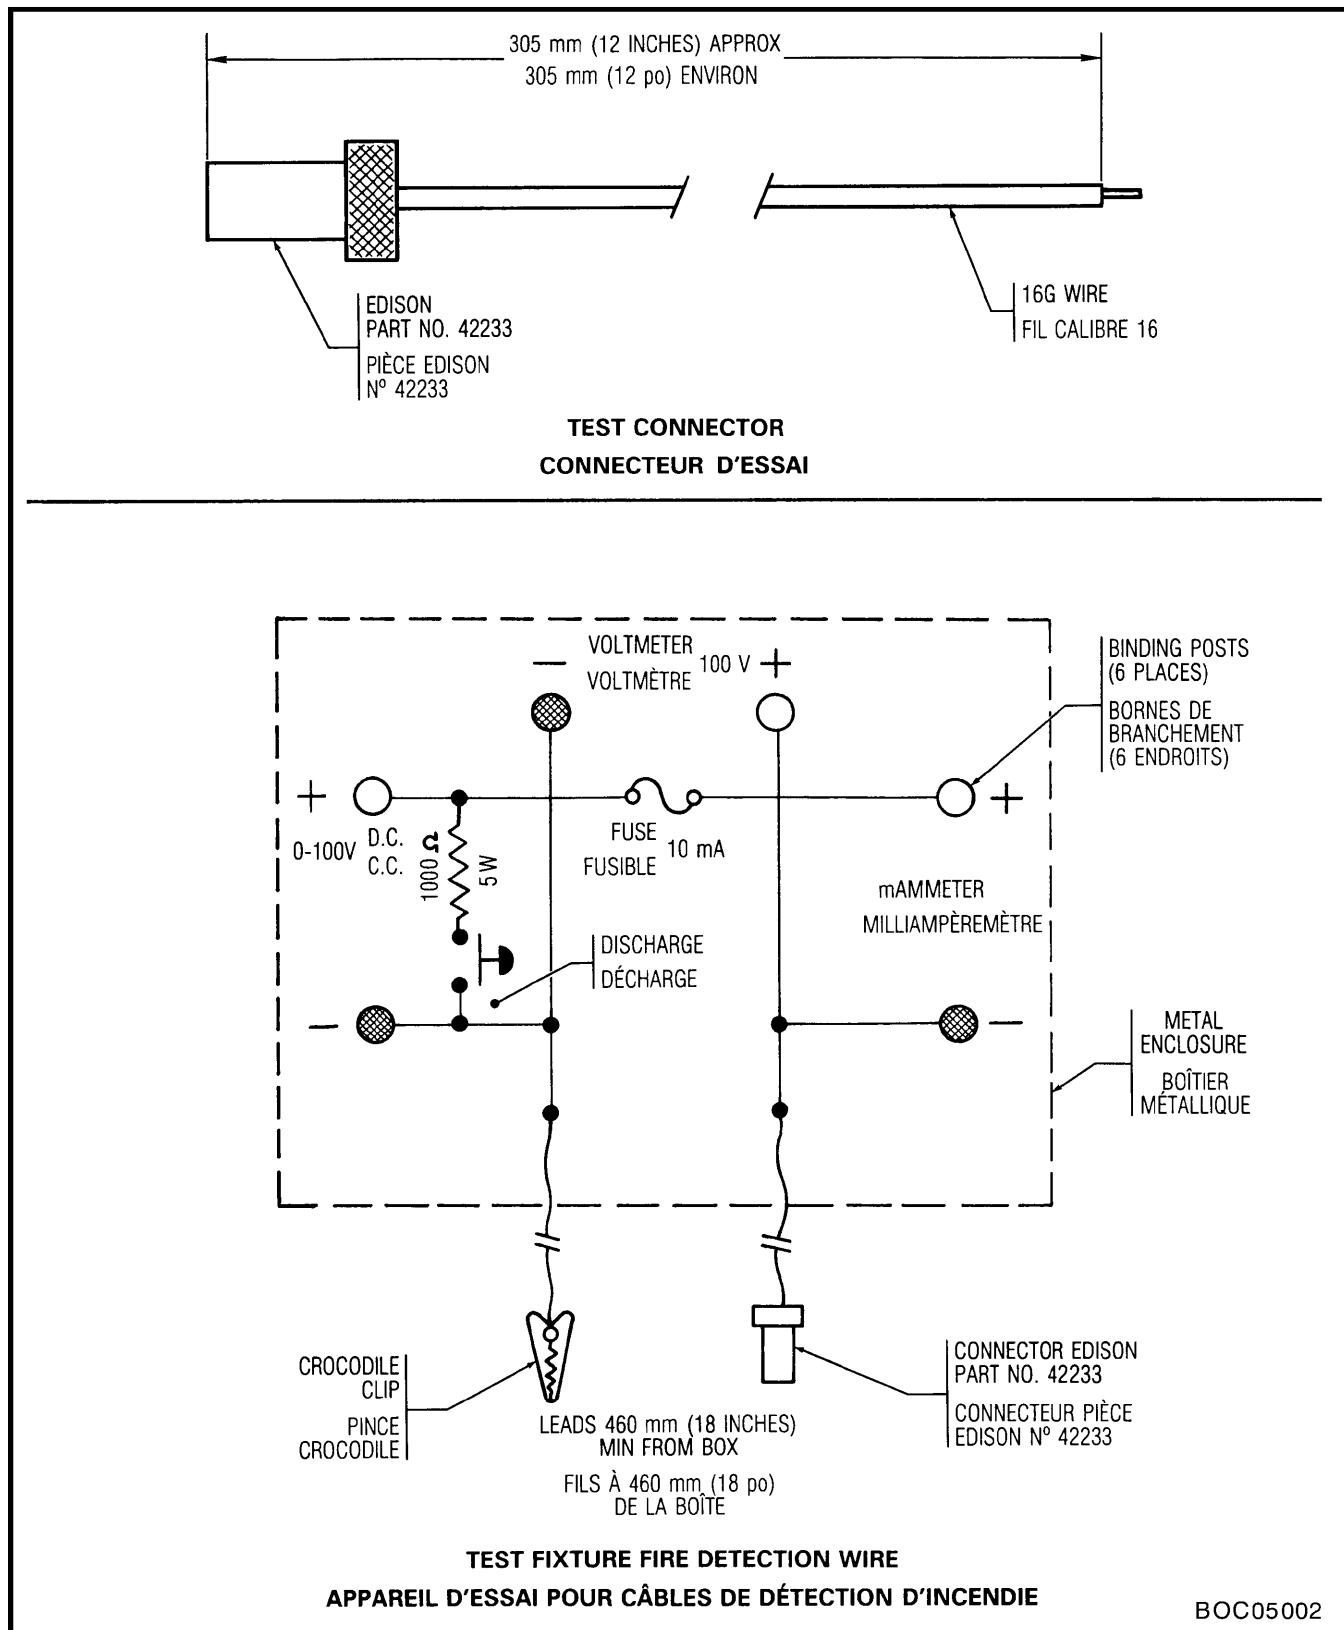 305 mm (12 INCHES) APPROX
305 mm (12 po) ENVIRON
EDISON
PART NO. 42233
PIÈCE EDISON
Nº 42233
16G WIRE
FIL CALIBRE 16
TEST CONNECTOR
CONNECTEUR D'ESSAI
VOLTMETER
VOLTMÈTRE
100 V
+
−
BINDING POSTS
(6 PLACES)
BORNES DE
BRANCHEMENT
(6 ENDROITS)
+
0-100V
D.C.
C.C.
1000 Ω
5W
FUSE
FUSIBLE
10 mA
+
mAMMETER
MILLIAMPÈREMÈTRE
DISCHARGE
DÉCHARGE
−
−
METAL
ENCLOSURE
BOÎTIER
MÉTALLIQUE
CROCODILE
CLIP
PINCE
CROCODILE
LEADS 460 mm (18 INCHES)
MIN FROM BOX
FILS À 460 mm (18 po)
DE LA BOÎTE
CONNECTOR EDISON
PART NO. 42233
CONNECTEUR PIÈCE
EDISON Nº 42233
TEST FIXTURE FIRE DETECTION WIRE
APPAREIL D'ESSAI POUR CÂBLES DE DÉTECTION D'INCENDIE
BOC05002